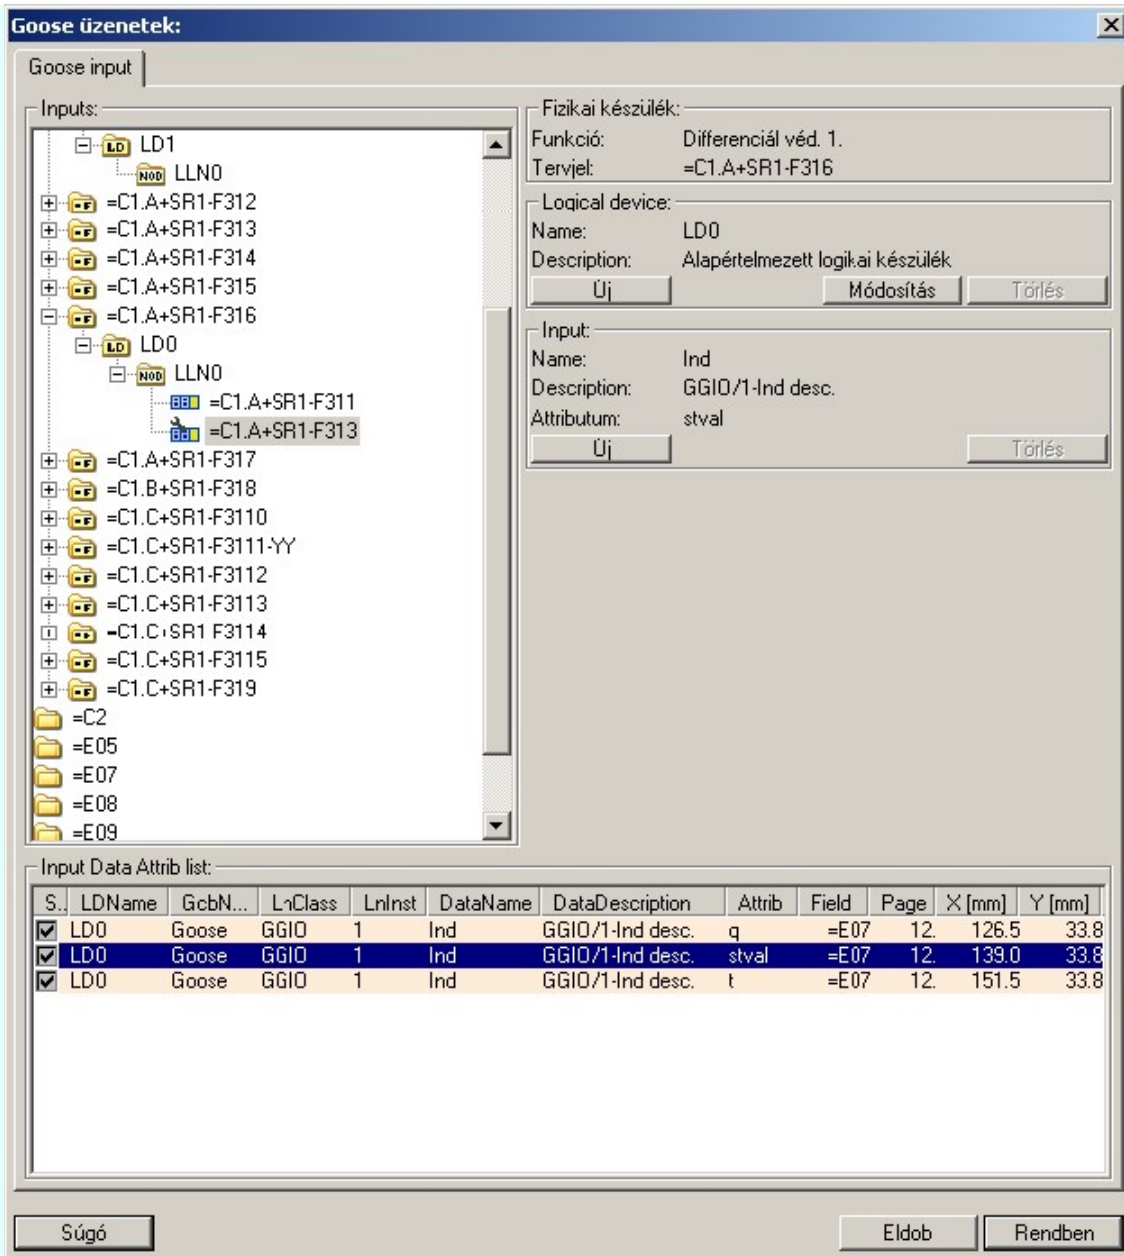 Goose üzenetek:
Goose input
Inputs:
LD1
LLN0
=C1.A+SR1-F312
=C1.A+SR1-F313
=C1.A+SR1-F314
=C1.A+SR1-F315
=C1.A+SR1-F316
LD0
LLN0
=C1.A+SR1-F311
=C1.A+SR1-F313
=C1.A+SR1-F317
=C1.B+SR1-F318
=C1.C+SR1-F3110
=C1.C+SR1-F3111-YY
=C1.C+SR1-F3112
=C1.C+SR1-F3113
=C1.C+SR1-F3114
=C1.C+SR1-F3115
=C1.C+SR1-F319
=C2
=E05
=E07
=E08
=E09
Fizikai készülék:
Funkció: Differenciál véd. 1.
Tervjel: =C1.A+SR1-F316
Logical device:
Name: LD0
Description: Alapértelmezett logikai készülék
Új Módosítás Törlés
Input:
Name: Ind
Description: GGIO/1-Ind desc.
Attributum: stval
Új Törlés
Input Data Attrib list:
S.. LDName GcbN... LnClass LnInst DataName DataDescription Attrib Field Page X [mm] Y [mm]
LD0 Goose GGIO 1 Ind GGIO/1-Ind desc. q =E07 12. 126.5 33.8
LD0 Goose GGIO 1 Ind GGIO/1-Ind desc. stval =E07 12. 139.0 33.8
LD0 Goose GGIO 1 Ind GGIO/1-Ind desc. t =E07 12. 151.5 33.8
Súgó Eldob Rendben